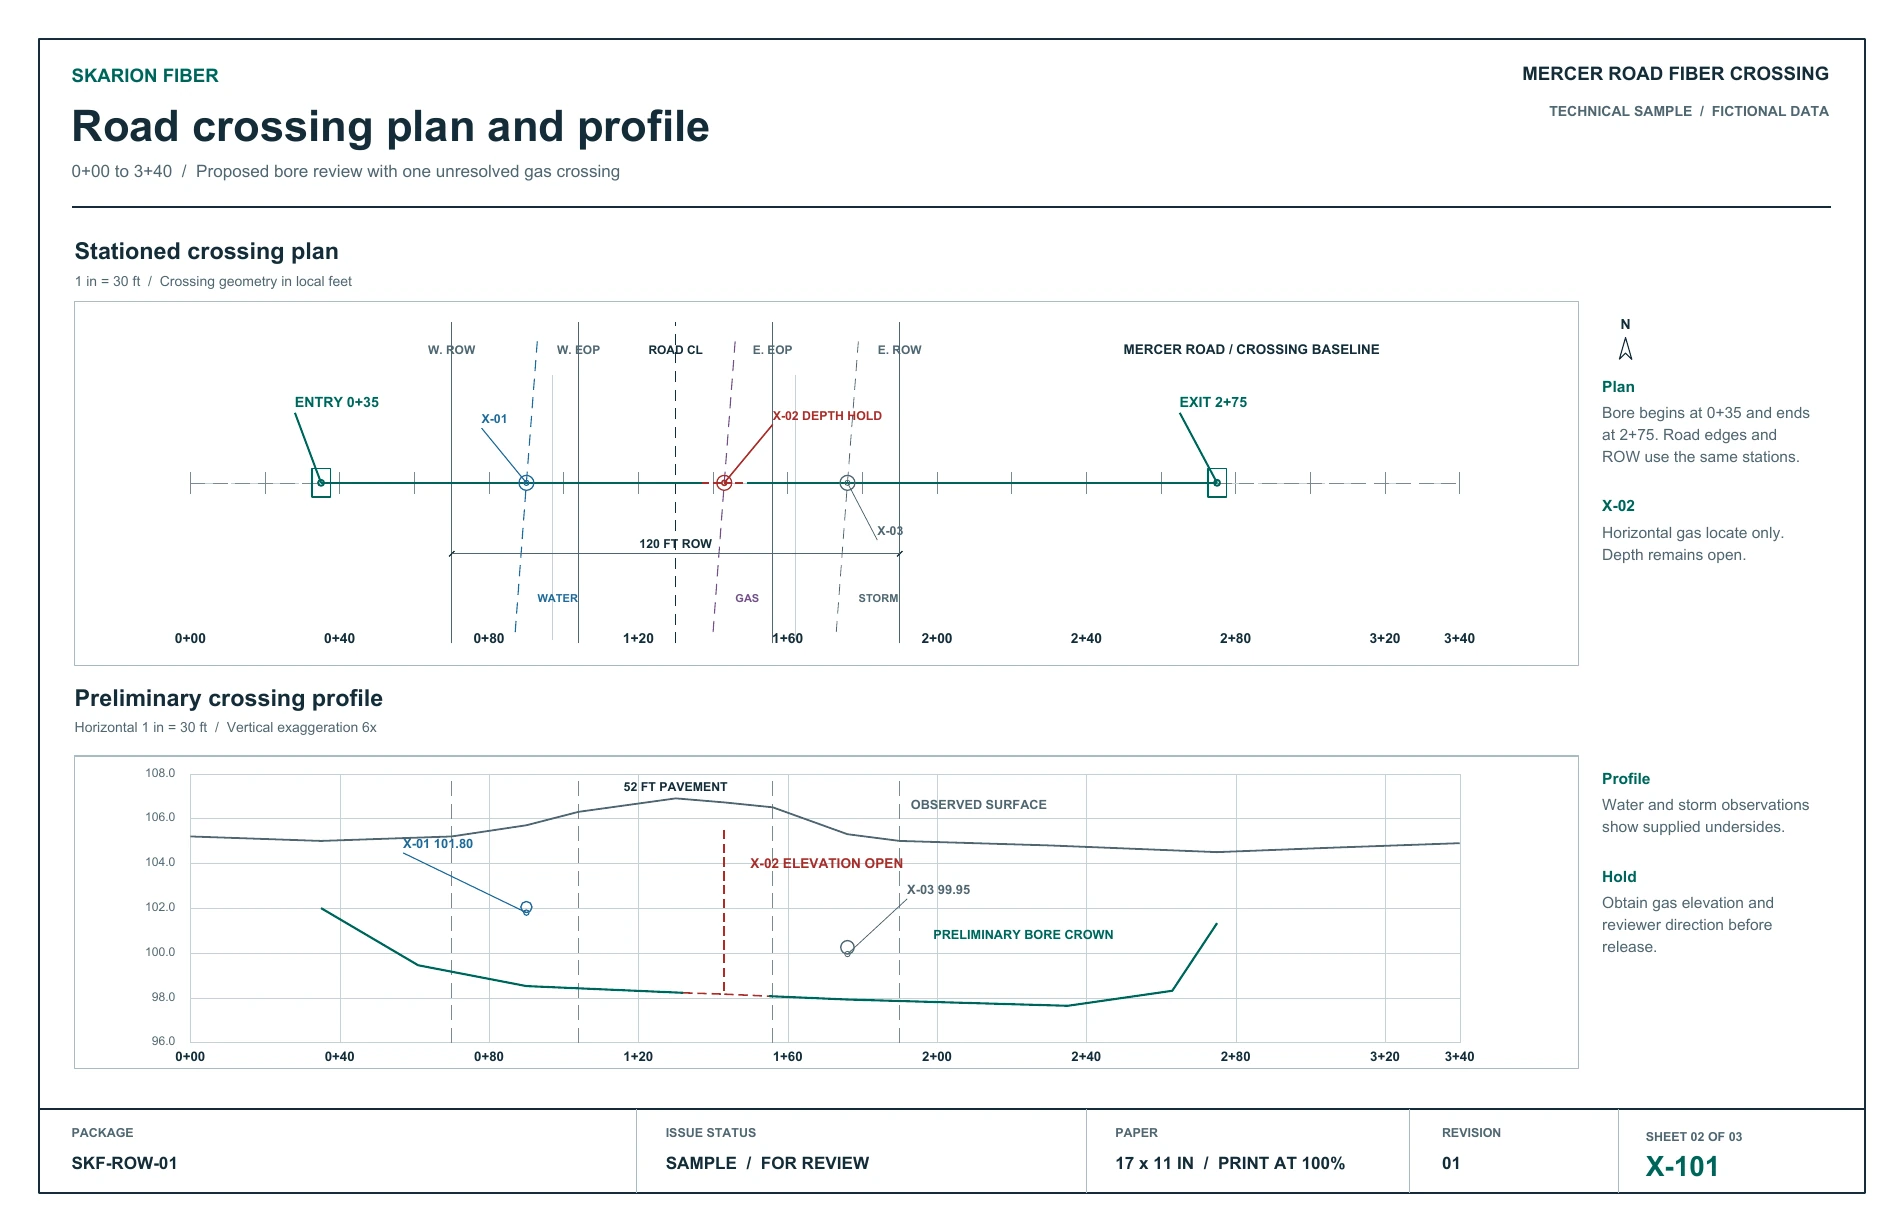 SKARION FIBER
MERCER ROAD FIBER CROSSING
Road crossing plan and profile
TECHNICAL SAMPLE / FICTIONAL DATA
0+00 to 3+40 / Proposed bore review with one unresolved gas crossing
Stationed crossing plan
1 in = 30 ft / Crossing geometry in local feet
W. ROW
W. EOP
ROAD CL
E. EOP
E. ROW
MERCER ROAD / CROSSING BASELINE
ENTRY 0+35
X-01
X-02 DEPTH HOLD
EXIT 2+75
X-03
120 FT ROW
WATER
GAS
STORM
0+00
0+40
0+80
1+20
1+60
2+00
2+40
2+80
3+20
3+40
N
Plan
Bore begins at 0+35 and ends
at 2+75. Road edges and
ROW use the same stations.
X-02
Horizontal gas locate only.
Depth remains open.
Preliminary crossing profile
Horizontal 1 in = 30 ft / Vertical exaggeration 6x
108.0
106.0
104.0
102.0
100.0
98.0
96.0
52 FT PAVEMENT
OBSERVED SURFACE
X-01 101.80
X-02 ELEVATION OPEN
X-03 99.95
PRELIMINARY BORE CROWN
0+00
0+40
0+80
1+20
1+60
2+00
2+40
2+80
3+20
3+40
Profile
Water and storm observations
show supplied undersides.
Hold
Obtain gas elevation and
reviewer direction before
release.
PACKAGE
SKF-ROW-01
ISSUE STATUS
SAMPLE / FOR REVIEW
PAPER
17 x 11 IN / PRINT AT 100%
REVISION
01
SHEET 02 OF 03
X-101